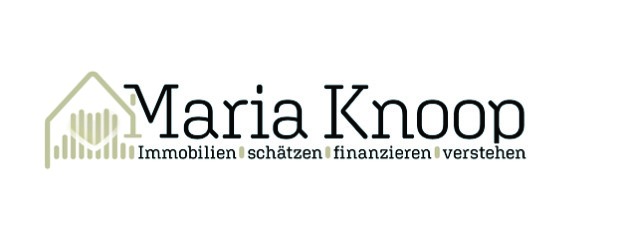 Maria Knoop
Immobilien schätzen finanzieren verstehen